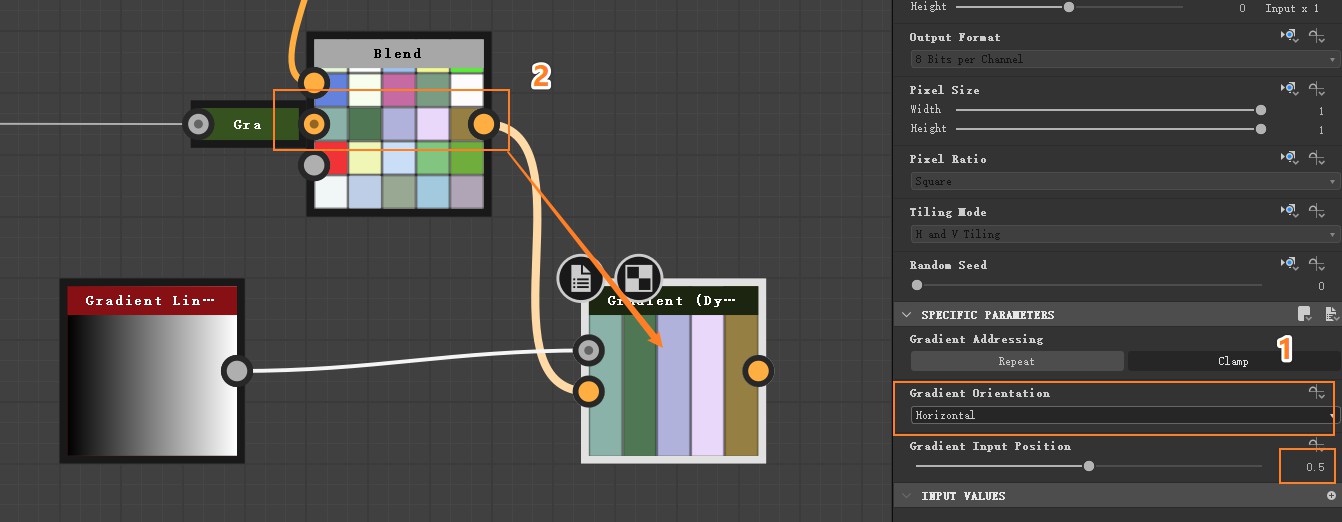 Blend
2
Gra
Gradient Lin…
Gradient (Dy…
Height 0 Input x 1
Output Format
8 Bits per Channel
Pixel Size
Width 1
Height 1
Pixel Ratio
Square
Tiling Mode
H and V Tiling
Random Seed
0
SPECIFIC PARAMETERS
Gradient Addressing
1
Repeat Clamp
Gradient Orientation
Horizontal
Gradient Input Position
0.5
INPUT VALUES